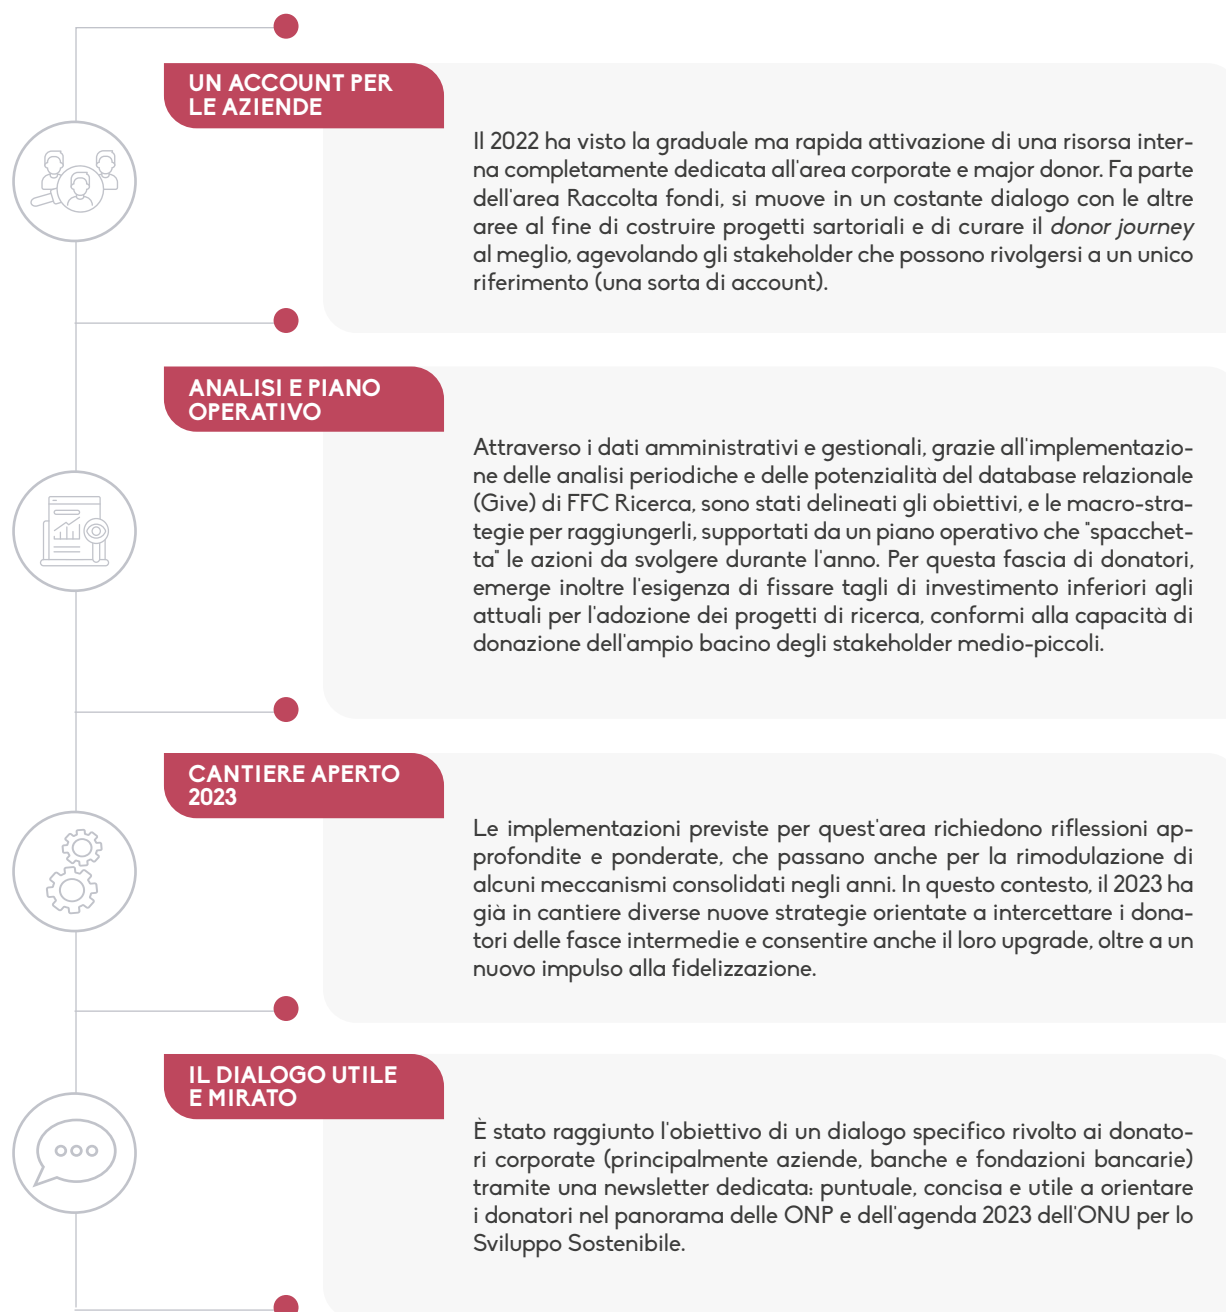 UN ACCOUNT PER
LE AZIENDE
Il 2022 ha visto la graduale ma rapida attivazione di una risorsa inter-
na completamente dedicata all'area corporate e major donor. Fa parte
dell'area Raccolta fondi, si muove in un costante dialogo con le altre
aree al fine di costruire progetti sartoriali e di curare il donor journey
al meglio, agevolando gli stakeholder che possono rivolgersi a un unico
riferimento (una sorta di account).
ANALISI E PIANO
OPERATIVO
Attraverso i dati amministrativi e gestionali, grazie all'implementazio-
ne delle analisi periodiche e delle potenzialità del database relazionale
(Give) di FFC Ricerca, sono stati delineati gli obiettivi, e le macro-stra-
tegie per raggiungerli, supportati da un piano operativo che "spacchet-
ta" le azioni da svolgere durante l'anno. Per questa fascia di donatori,
emerge inoltre l'esigenza di fissare tagli di investimento inferiori agli
attuali per l'adozione dei progetti di ricerca, conformi alla capacità di
donazione dell'ampio bacino degli stakeholder medio-piccoli.
CANTIERE APERTO
2023
Le implementazioni previste per quest'area richiedono riflessioni ap-
profondite e ponderate, che passano anche per la rimodulazione di
alcuni meccanismi consolidati negli anni. In questo contesto, il 2023 ha
già in cantiere diverse nuove strategie orientate a intercettare i dona-
tori delle fasce intermedie e consentire anche il loro upgrade, oltre a un
nuovo impulso alla fidelizzazione.
IL DIALOGO UTILE
E MIRATO
È stato raggiunto l'obiettivo di un dialogo specifico rivolto ai donato-
ri corporate (principalmente aziende, banche e fondazioni bancarie)
tramite una newsletter dedicata: puntuale, concisa e utile a orientare
i donatori nel panorama delle ONP e dell'agenda 2023 dell'ONU per lo
Sviluppo Sostenibile.